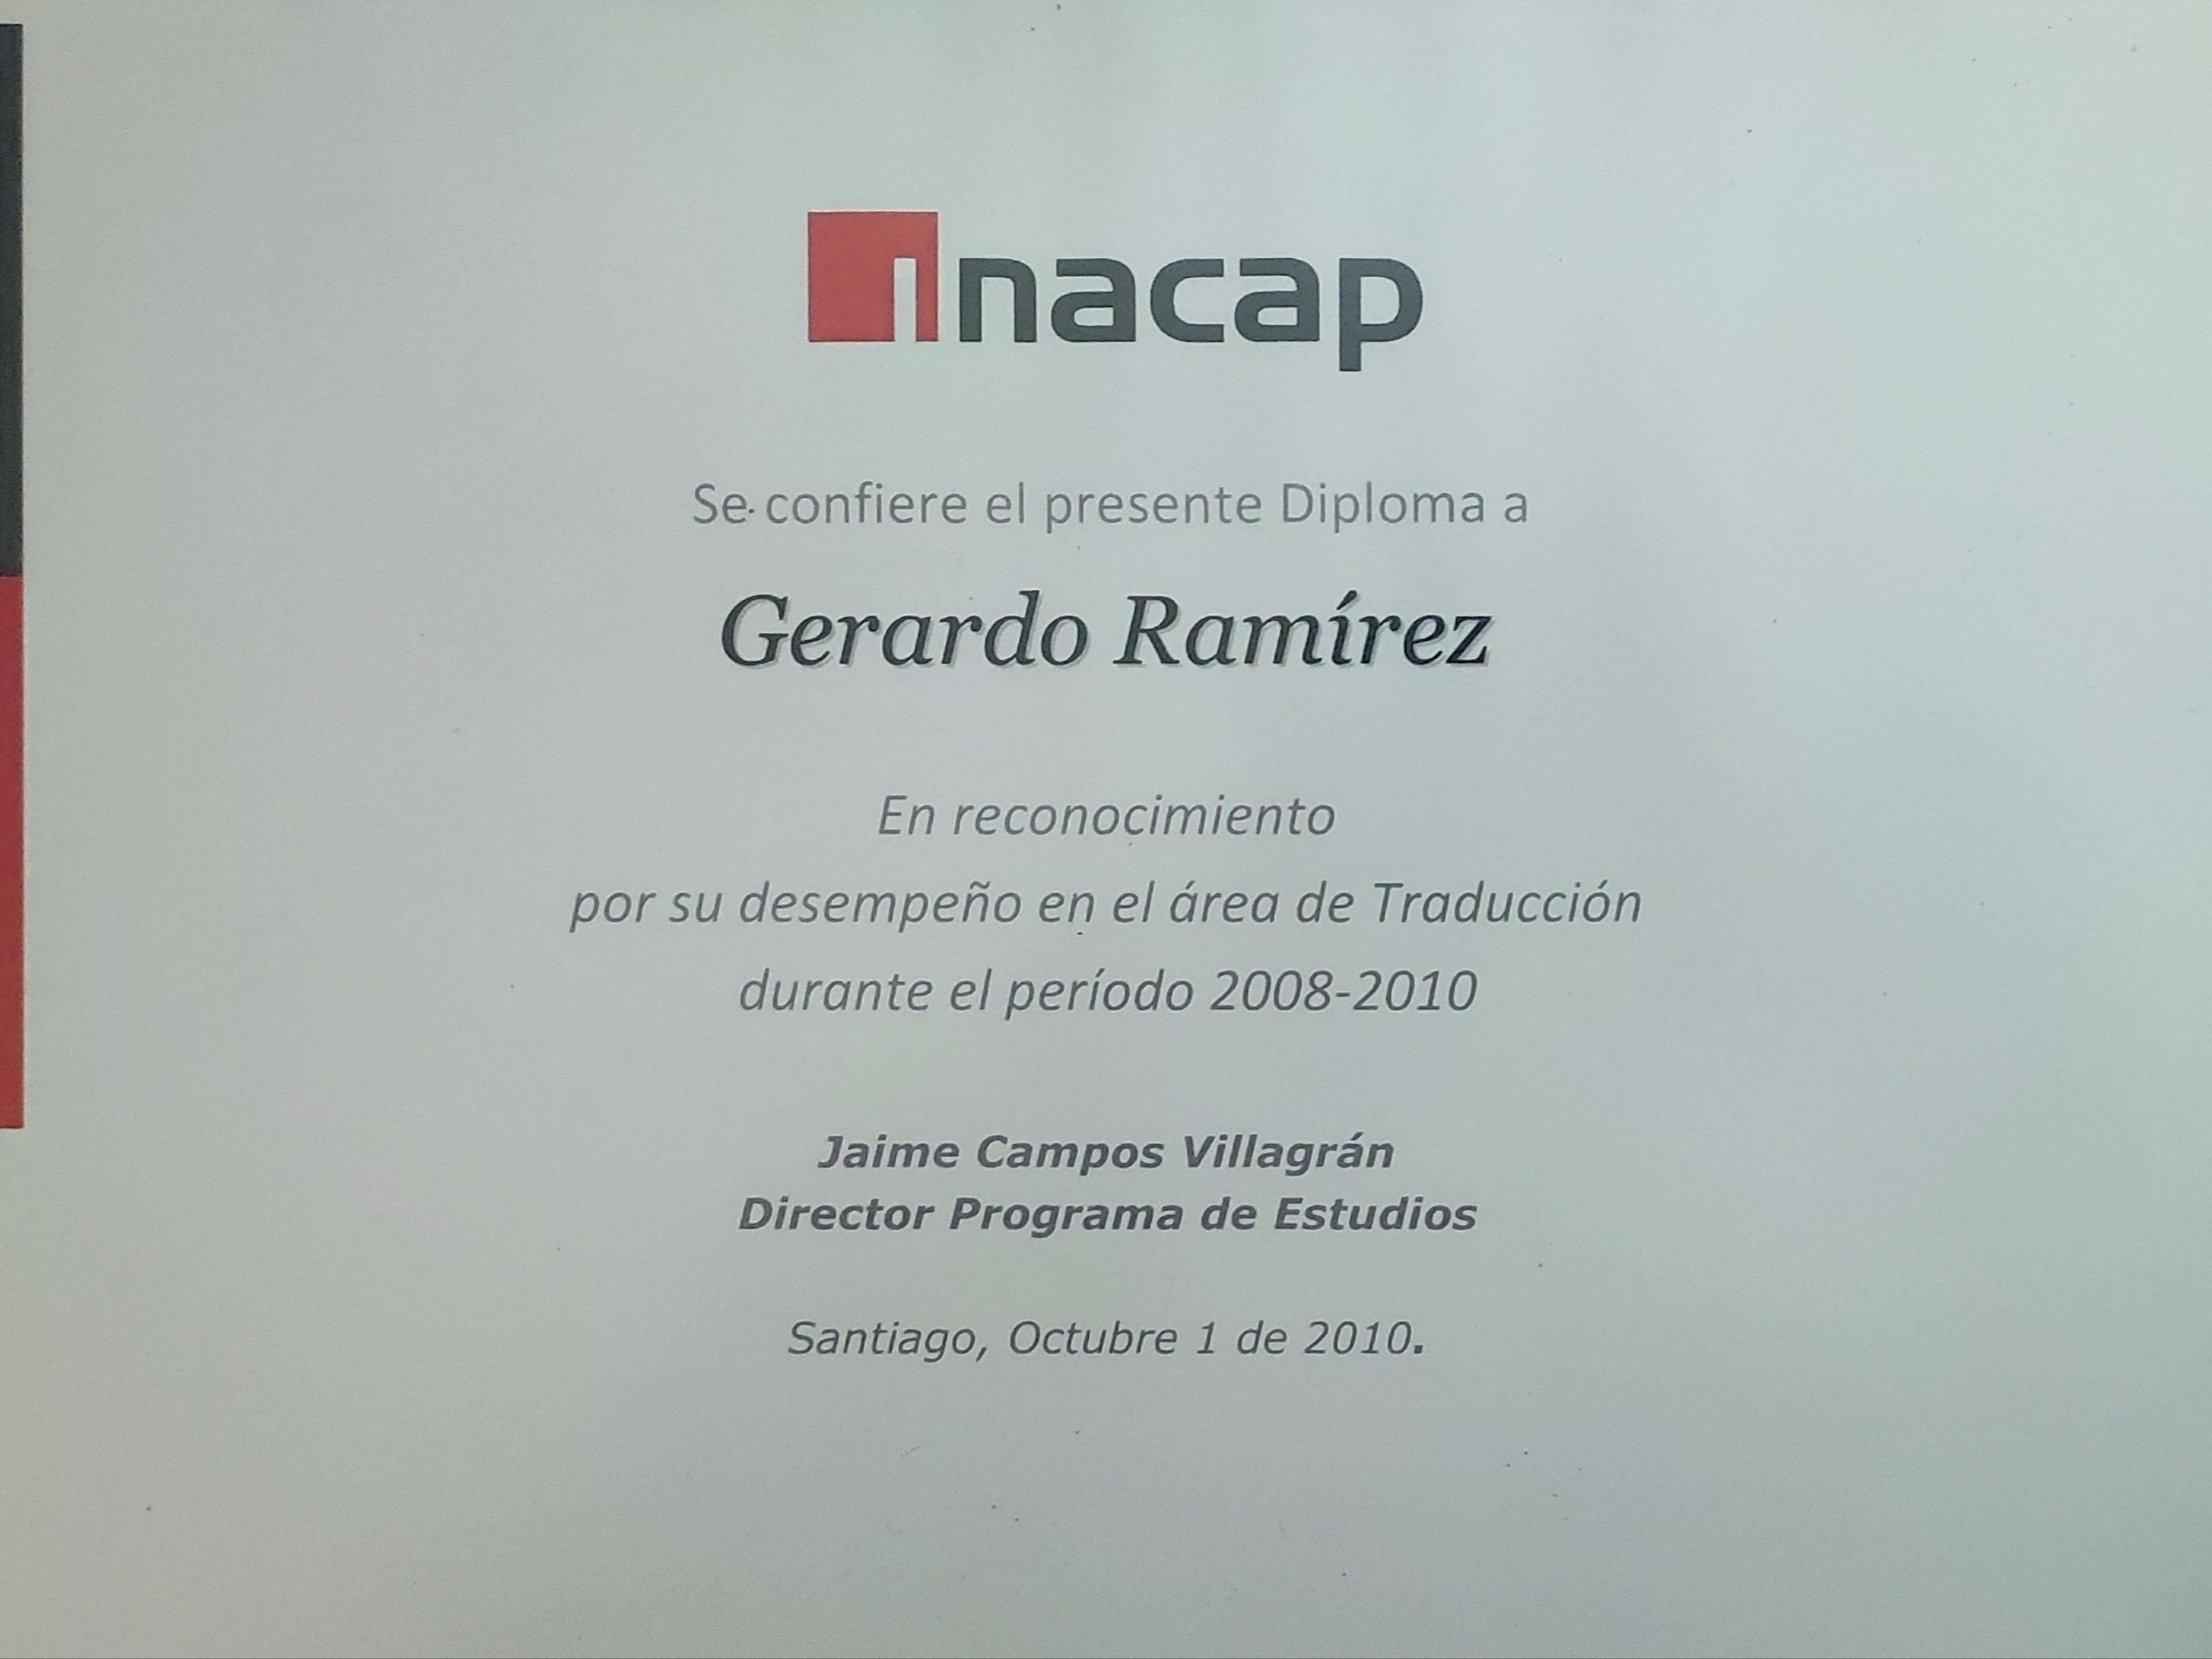 inacap
Se confiere el presente Diploma a
Gerardo Ramírez
En reconocimiento
por su desempeño en el área de Traducción
durante el período 2008-2010
Jaime Campos Villagrán
Director Programa de Estudios
Santiago, Octubre 1 de 2010.